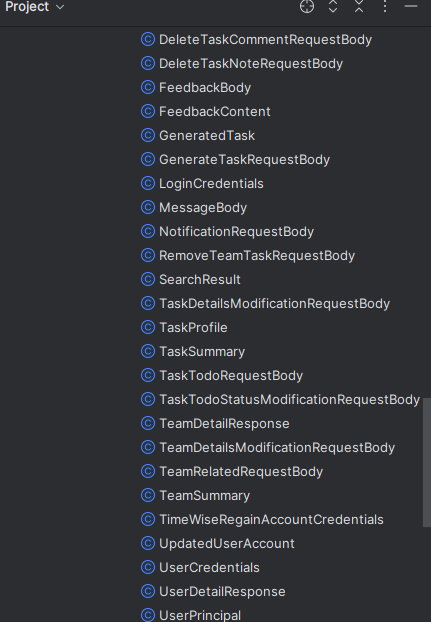 Project
DeleteTaskCommentRequestBody
DeleteTaskNoteRequestBody
FeedbackBody
FeedbackContent
GeneratedTask
GenerateTaskRequestBody
LoginCredentials
MessageBody
NotificationRequestBody
RemoveTeamTaskRequestBody
SearchResult
TaskDetailsModificationRequestBody
TaskProfile
TaskSummary
TaskTodoRequestBody
TaskTodoStatusModificationRequestBody
TeamDetailResponse
TeamDetailsModificationRequestBody
TeamRelatedRequestBody
TeamSummary
TimeWiseRegainAccountCredentials
UpdatedUserAccount
UserCredentials
UserDetailResponse
UserPrincipal